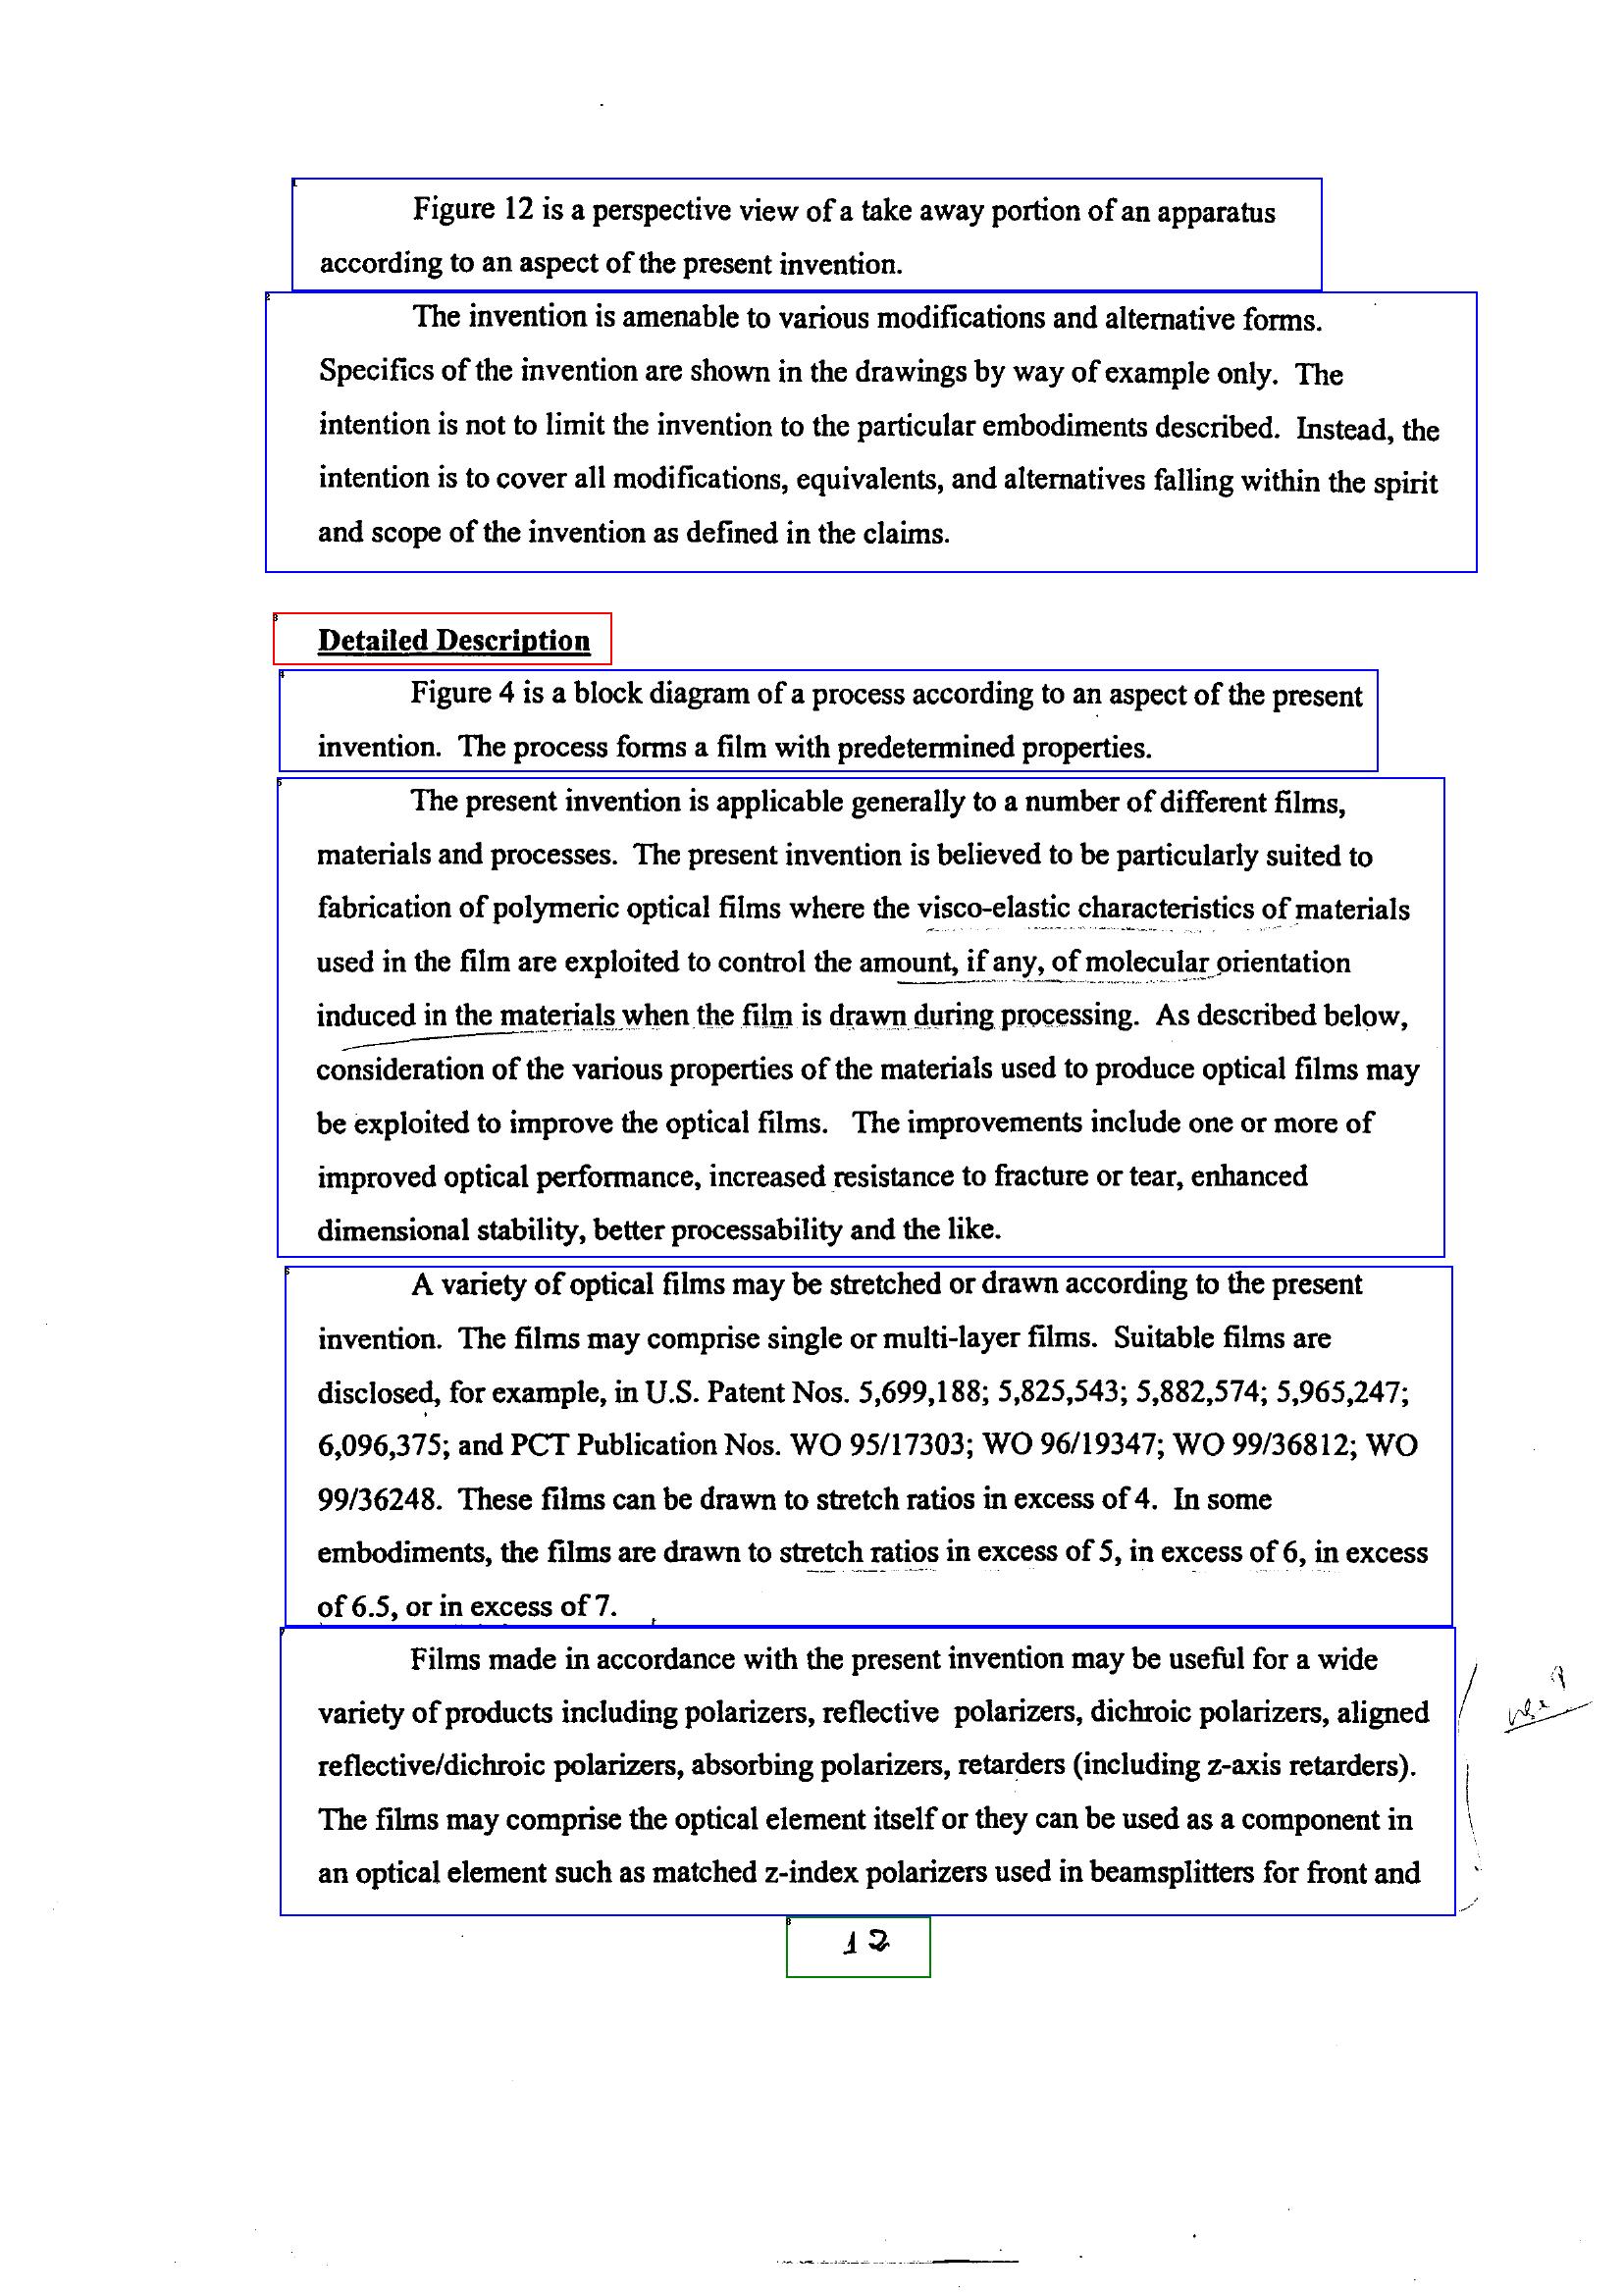 Figure 12 is a perspective view of a take away portion of an apparatus
according to an aspect of the present invention.
The invention is amenable to various modifications and alternative forms.
Specifics of the invention are shown in the drawings by way of example only. The
intention is not to limit the invention to the particular embodiments described. Instead, the
intention is to cover all modifications, equivalents, and alternatives falling within the spirit
and scope of the invention as defined in the claims.
Detailed Description
Figure 4 is a block diagram of a process according to an aspect of the present
invention. The process forms a film with predetermined properties.
The present invention is applicable generally to a number of different films,
materials and processes. The present invention is believed to be particularly suited to
fabrication of polymeric optical films where the visco-elastic characteristics of materials
used in the film are exploited to control the amount, if any, of molecular orientation
induced in the materials when the film is drawn during processing. As described below,
consideration of the various properties of the materials used to produce optical films may
be exploited to improve the optical films. The improvements include one or more of
improved optical performance, increased resistance to fracture or tear, enhanced
dimensional stability, better processability and the like.
A variety of optical films may be stretched or drawn according to the present
invention. The films may comprise single or multi-layer films. Suitable films are
disclosed, for example, in U.S. Patent Nos. 5,699,188; 5,825,543; 5,882,574; 5,965,247;
6,096,375; and PCT Publication Nos. WO 95/17303; WO 96/19347; WO 99/36812; WO
99/36248. These films can be drawn to stretch ratios in excess of 4. In some
embodiments, the films are drawn to stretch ratios in excess of 5, in excess of 6, in excess
of 6.5, or in excess of 7.
Films made in accordance with the present invention may be useful for a wide
variety of products including polarizers, reflective polarizers, dichroic polarizers, aligned
reflective/dichroic polarizers, absorbing polarizers, retarders (including z-axis retarders).
The films may comprise the optical element itself or they can be used as a component in
an optical element such as matched z-index polarizers used in beamsplitters for front and
12